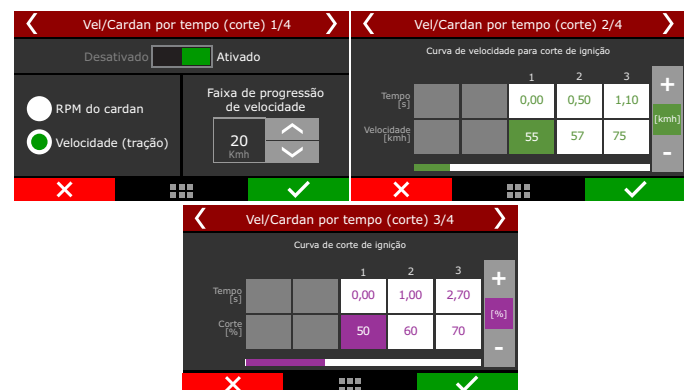 Vel/Cardan por tempo (corte) 1/4
Desativado Ativado
RPM do cardan
Velocidade (tração)
Faixa de progressão
de velocidade
20
Kmh
Vel/Cardan por tempo (corte) 2/4
Curva de velocidade para corte de ignição
1 2 3
Tempo
[s]
0,00 0,50 1,10
Velocidade
[kmh]
55 57 75
+
[kmh]
-
Vel/Cardan por tempo (corte) 3/4
Curva de corte de ignição
1 2 3
Tempo
[s]
0,00 1,00 2,70
Corte
[%]
50 60 70
+
[%]
-